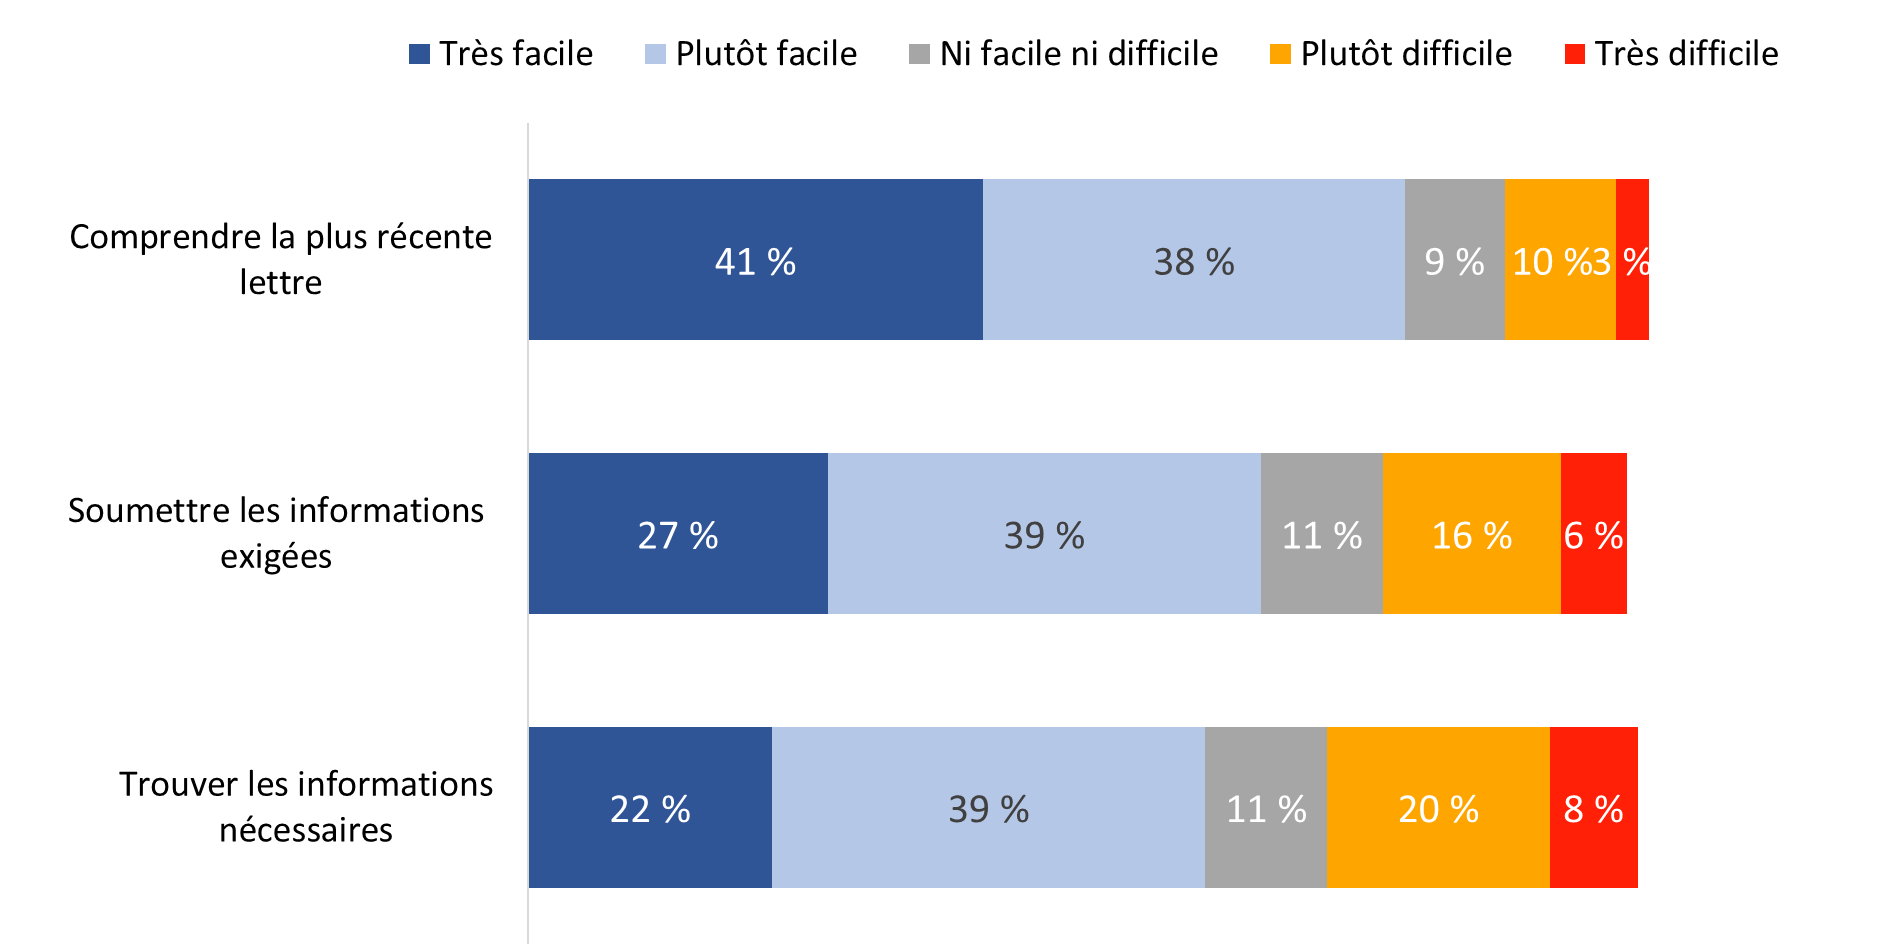 Très facile Plutôt facile Ni facile ni difficile Plutôt difficile Très difficile
Comprendre la plus récente
lettre
41 % 38 % 9 % 10 % 3 %
Soumettre les informations
exigées
27 % 39 % 11 % 16 % 6 %
Trouver les informations
nécessaires
22 % 39 % 11 % 20 % 8 %